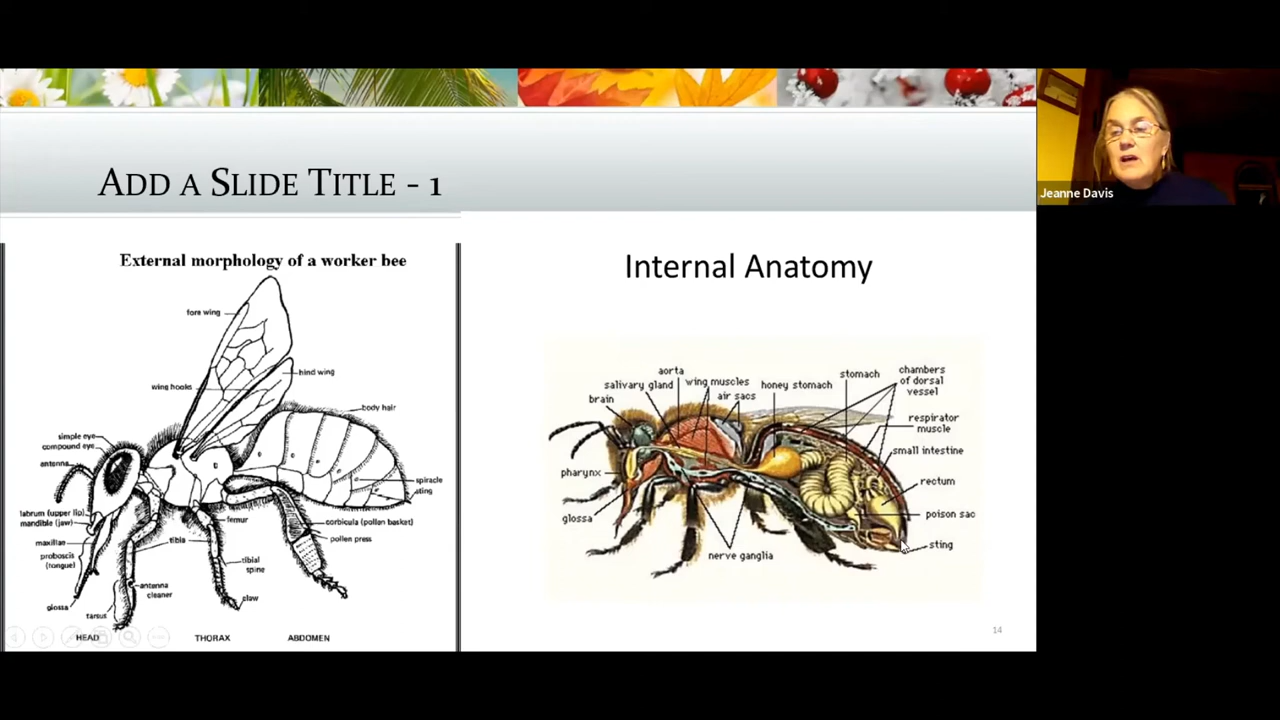 ADD A SLIDE TITLE - 1
Jeanne Davis
External morphology of a worker bee
fore wing
wing hooks
hind wing
body hair
simple eye
compound eye
antenna
spiracle
sting
labrum (upper lip)
mandible (jaw)
maxillae
proboscis
(tongue)
glossa
tarsus
tibia
femur
antenna
cleaner
tibial
spine
claw
corbicula (pollen basket)
pollen press
HEAD
THORAX
ABDOMEN
Internal Anatomy
aorta
salivary gland
wing muscles
brain
air sacs
honey stomach
stomach
chambers
of dorsal
vessel
respirator
muscle
small intestine
rectum
poison sac
sting
pharynx
glossa
nerve ganglia
14